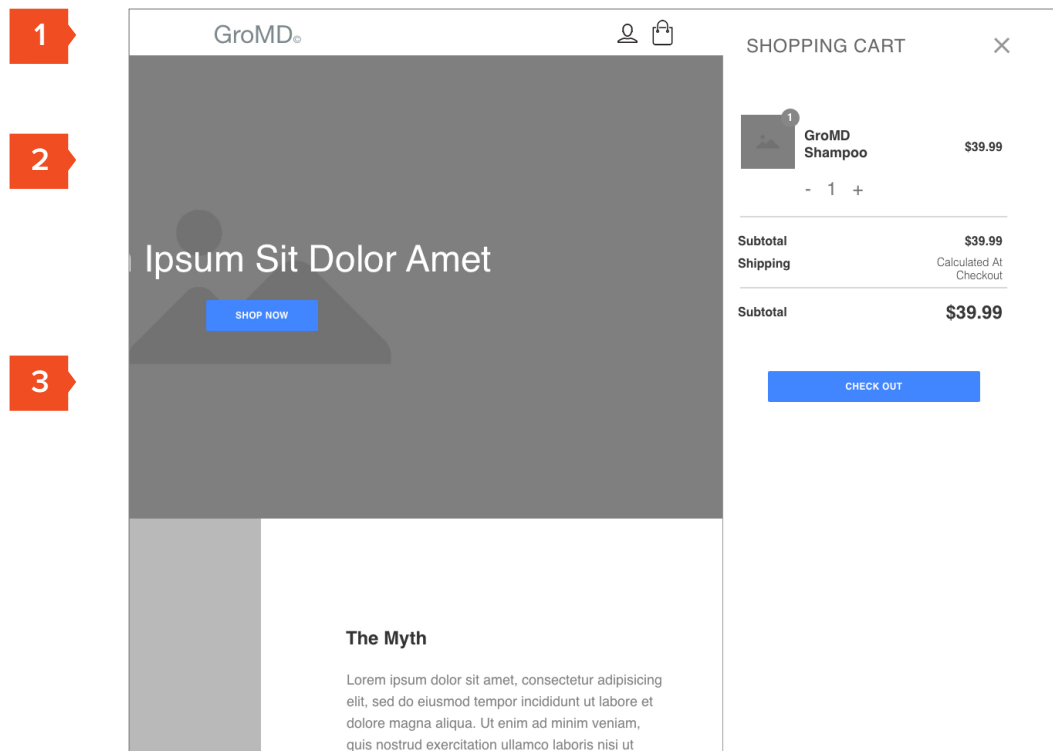 1
2
3
GroMD©
Ipsum Sit Dolor Amet
SHOP NOW
The Myth
Lorem ipsum dolor sit amet, consectetur adipisicing
elit, sed do eiusmod tempor incididunt ut labore et
dolore magna aliqua. Ut enim ad minim veniam,
quis nostrud exercitation ullamco laboris nisi ut
SHOPPING CART
1
GroMD
Shampoo
$39.99
- 1 +
Subtotal $39.99
Shipping Calculated At
Checkout
Subtotal $39.99
CHECK OUT